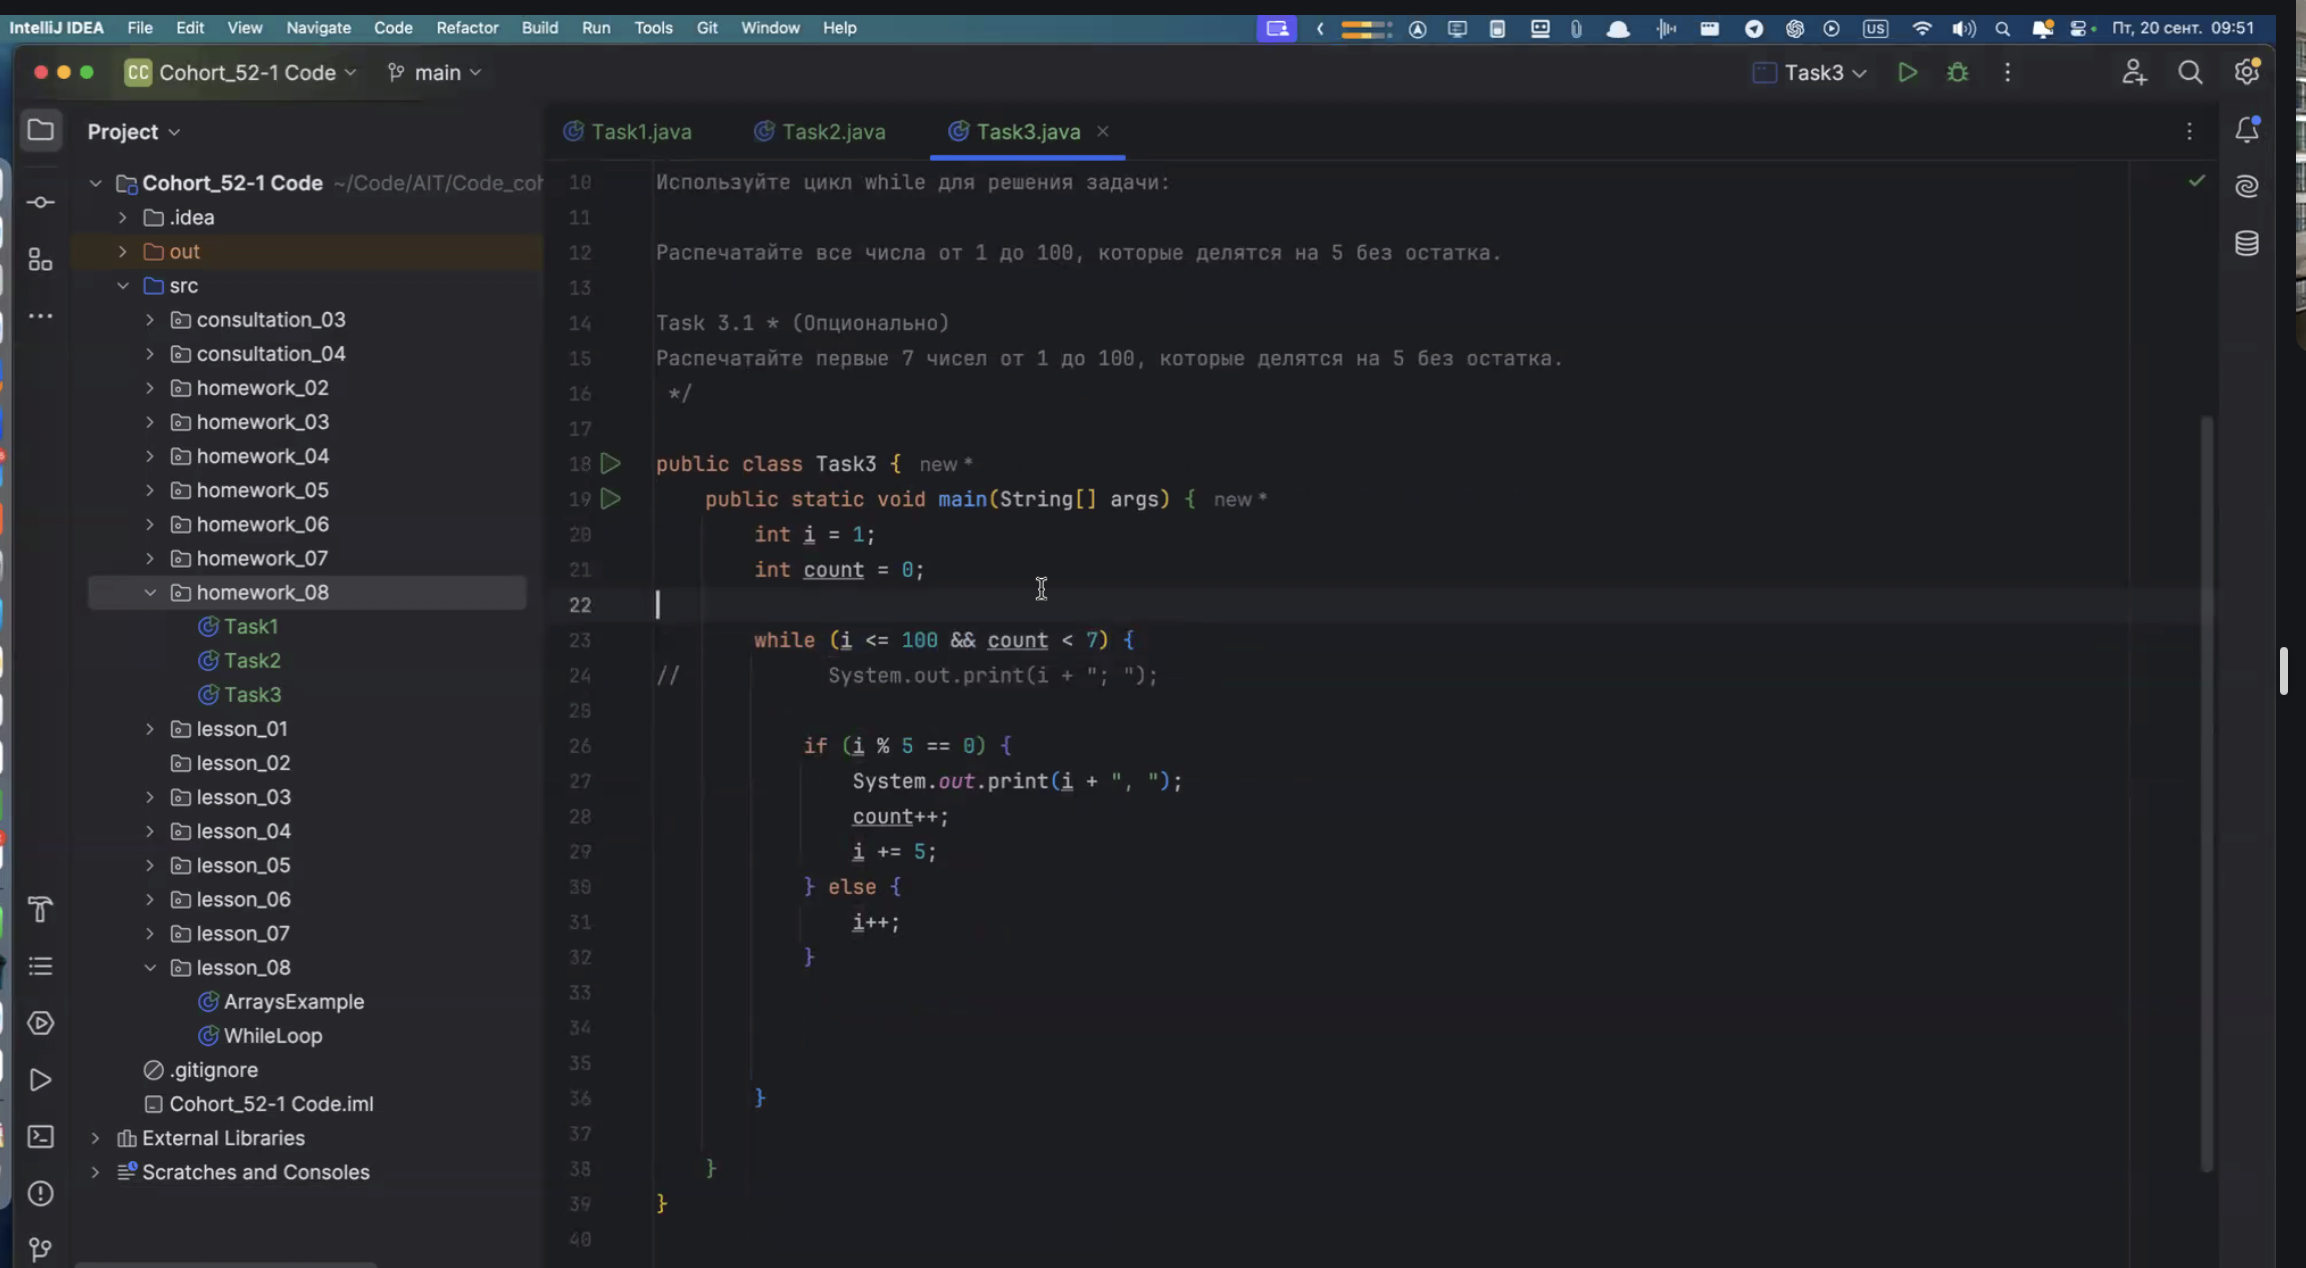 IntelliJ IDEA File Edit View Navigate Code Refactor Build Run Tools Git Window Help US Пт, 20 сент. 09:51
CC Cohort_52-1 Code main Task3
Project
Task1.java Task2.java Task3.java
Cohort_52-1 Code ~/Code/AIT/Code_coh
.idea
out
src
consultation_03
consultation_04
homework_02
homework_03
homework_04
homework_05
homework_06
homework_07
homework_08
Task1
Task2
Task3
lesson_01
lesson_02
lesson_03
lesson_04
lesson_05
lesson_06
lesson_07
lesson_08
ArraysExample
WhileLoop
.gitignore
Cohort_52-1 Code.iml
External Libraries
Scratches and Consoles
10 Используйте цикл while для решения задачи:
11
12 Распечатайте все числа от 1 до 100, которые делятся на 5 без остатка.
13
14 Task 3.1 * (Опционально)
15 Распечатайте первые 7 чисел от 1 до 100, которые делятся на 5 без остатка.
16 */
17
18 public class Task3 { new *
19 public static void main(String[] args) { new *
20 int i = 1;
21 int count = 0;
22
23 while (i <= 100 && count < 7) {
24 // System.out.print(i + "; ");
25
26 if (i % 5 == 0) {
27 System.out.print(i + ", ");
28 count++;
29 i += 5;
30 } else {
31 i++;
32 }
33
34
35
36 }
37
38 }
39 }
40